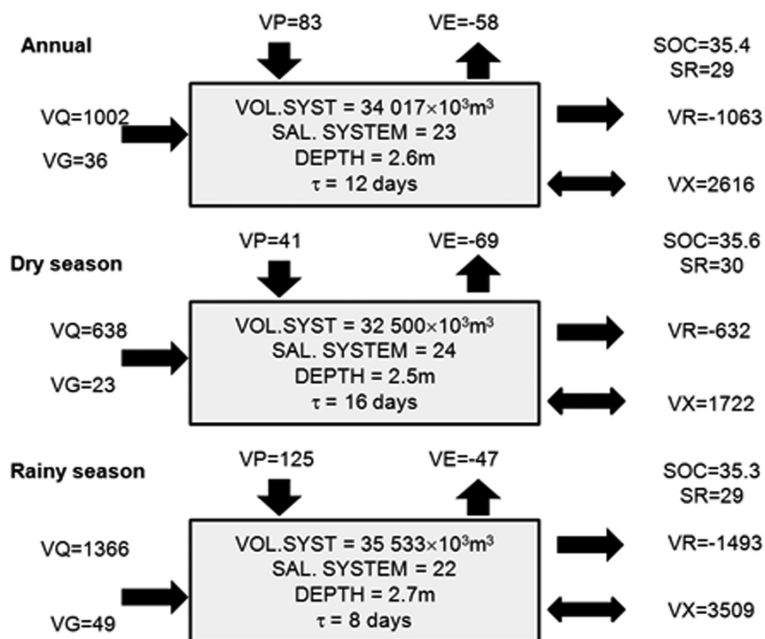 Annual
VP=83
VE=-58
SOC=35.4
SR=29
VQ=1002
VG=36
VOL.SYST = 34 017×10³m³
SAL. SYSTEM = 23
DEPTH = 2.6m
τ = 12 days
VR=-1063
VX=2616
Dry season
VP=41
VE=-69
SOC=35.6
SR=30
VQ=638
VG=23
VOL.SYST = 32 500×10³m³
SAL. SYSTEM = 24
DEPTH = 2.5m
τ = 16 days
VR=-632
VX=1722
Rainy season
VP=125
VE=-47
SOC=35.3
SR=29
VQ=1366
VG=49
VOL.SYST = 35 533×10³m³
SAL. SYSTEM = 22
DEPTH = 2.7m
τ = 8 days
VR=-1493
VX=3509